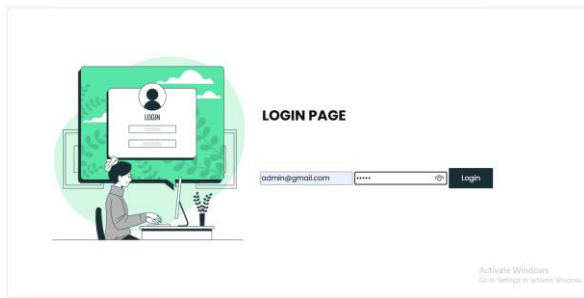 LOGIN
LOGIN PAGE
admin@gmail.com ••••• Login
Activate Windows
Go to Settings to activate Windows.